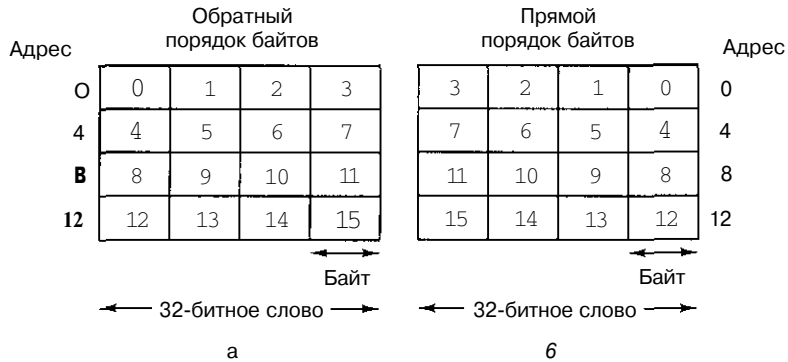 Обратный
порядок байтов
Прямой
порядок байтов
Адрес
Адрес
O 0 1 2 3
3 2 1 0 0
4 4 5 6 7
7 6 5 4 4
B 8 9 10 11
11 10 9 8 8
12 12 13 14 15
15 14 13 12 12
Байт
Байт
32-битное слово
32-битное слово
а
б